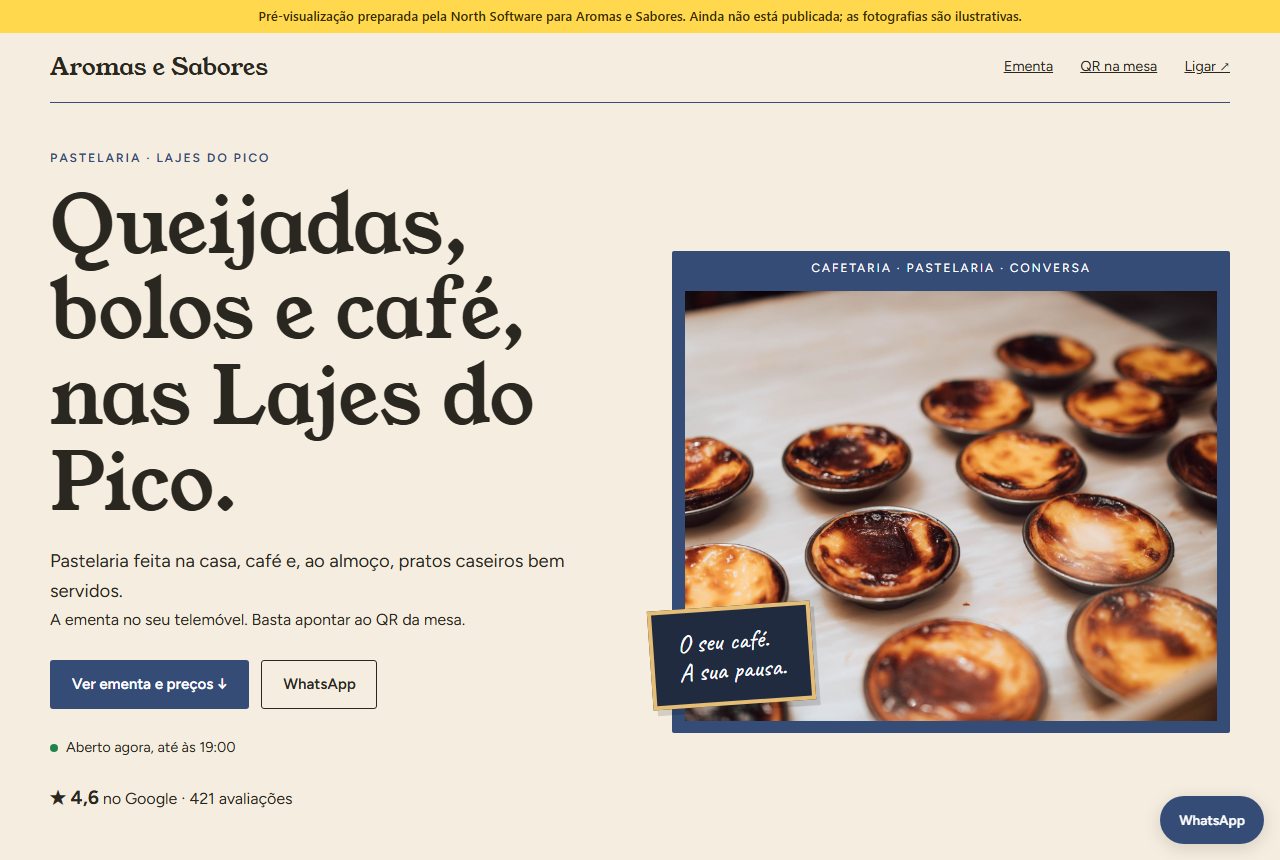 Pré-visualização preparada pela North Software para Aromas e Sabores. Ainda não está publicada; as fotografias são ilustrativas.
Aromas e Sabores
Ementa
QR na mesa
Ligar ↗
PASTELARIA · LAJES DO PICO
Queijadas,
bolos e café,
nas Lajes do
Pico.
Pastelaria feita na casa, café e, ao almoço, pratos caseiros bem
servidos.
A ementa no seu telemóvel. Basta apontar ao QR da mesa.
Ver ementa e preços ↓
WhatsApp
Aberto agora, até às 19:00
★ 4,6 no Google · 421 avaliações
CAFETARIA · PASTELARIA · CONVERSA
O seu café.
A sua pausa.
WhatsApp